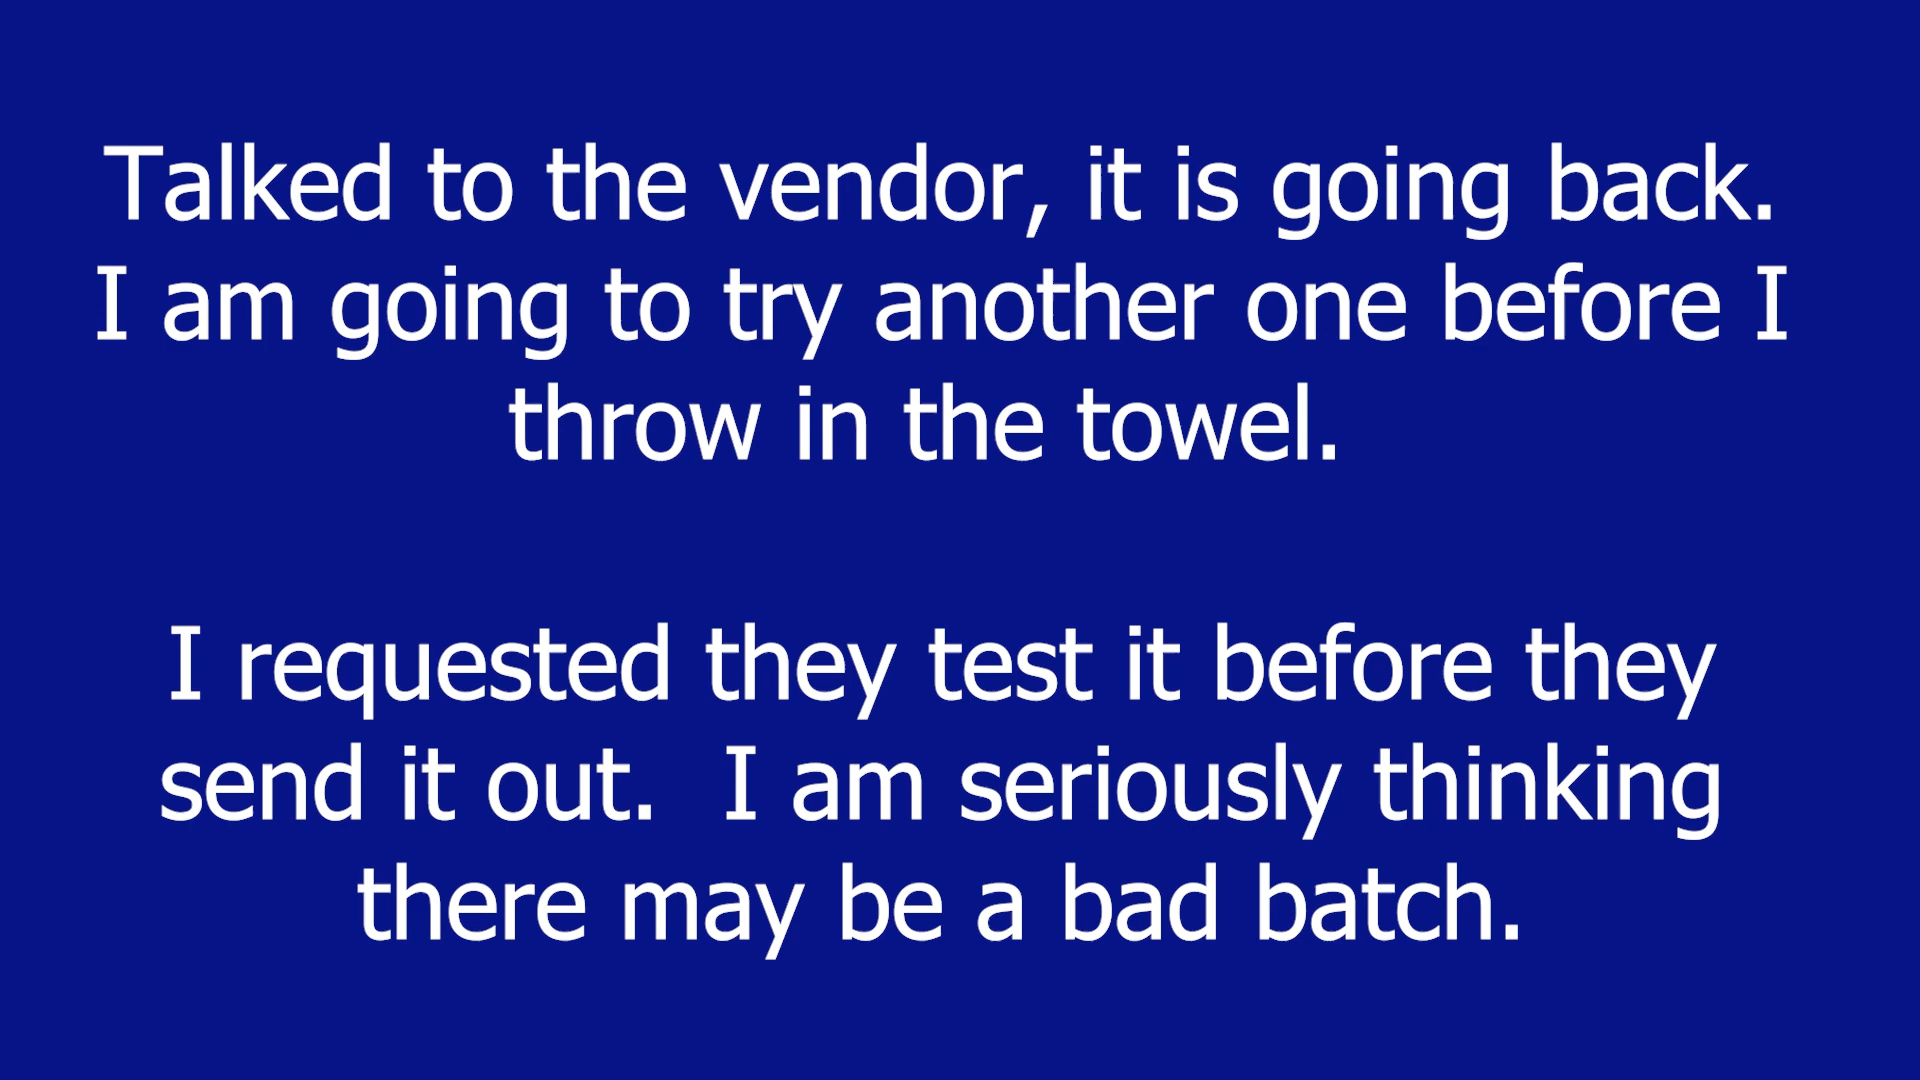 Talked to the vendor, it is going back.
I am going to try another one before I
throw in the towel.
I requested they test it before they
send it out.  I am seriously thinking
there may be a bad batch.